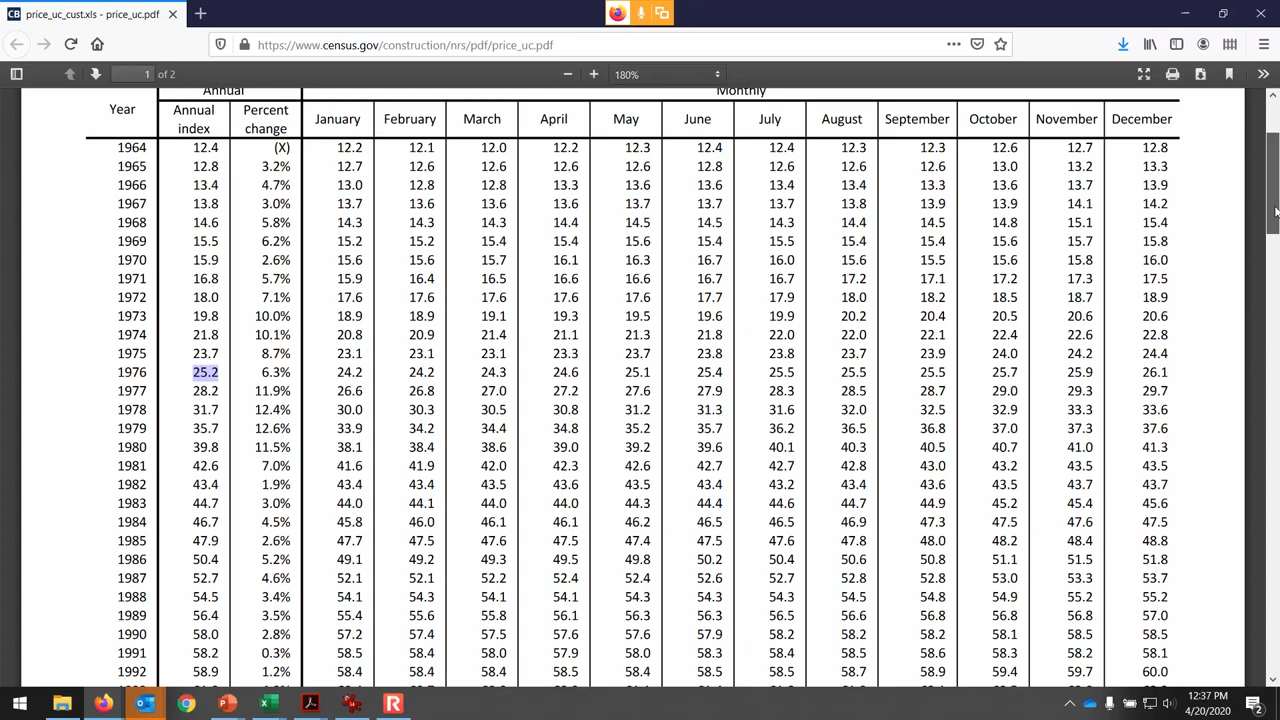 price_uc_cust.xls - price_uc.pdf
https://www.census.gov/construction/nrs/pdf/price_uc.pdf
1 of 2 180%
Annual Monthly
Year Annual index Percent change January February March April May June July August September October November December
1964 12.4 (X) 12.2 12.1 12.0 12.2 12.3 12.4 12.4 12.3 12.3 12.6 12.7 12.8
1965 12.8 3.2% 12.7 12.6 12.6 12.6 12.6 12.8 12.6 12.6 12.6 13.0 13.2 13.3
1966 13.4 4.7% 13.0 12.8 12.8 13.3 13.6 13.6 13.4 13.4 13.3 13.6 13.7 13.9
1967 13.8 3.0% 13.7 13.6 13.6 13.6 13.7 13.7 13.7 13.8 13.9 13.9 14.1 14.2
1968 14.6 5.8% 14.3 14.3 14.3 14.4 14.5 14.5 14.3 14.4 14.5 14.8 15.1 15.4
1969 15.5 6.2% 15.2 15.2 15.4 15.4 15.6 15.4 15.5 15.4 15.4 15.6 15.7 15.8
1970 15.9 2.6% 15.6 15.6 15.7 16.1 16.3 16.7 16.0 15.6 15.5 15.6 15.8 16.0
1971 16.8 5.7% 15.9 16.4 16.5 16.6 16.6 16.7 16.7 17.2 17.1 17.2 17.3 17.5
1972 18.0 7.1% 17.6 17.6 17.6 17.6 17.6 17.7 17.9 18.0 18.2 18.5 18.7 18.9
1973 19.8 10.0% 18.9 18.9 19.1 19.3 19.5 19.6 19.9 20.2 20.4 20.5 20.6 20.6
1974 21.8 10.1% 20.8 20.9 21.4 21.1 21.3 21.8 22.0 22.0 22.1 22.4 22.6 22.8
1975 23.7 8.7% 23.1 23.1 23.1 23.3 23.7 23.8 23.8 23.7 23.9 24.0 24.2 24.4
1976 25.2 6.3% 24.2 24.2 24.3 24.6 25.1 25.4 25.5 25.5 25.5 25.7 25.9 26.1
1977 28.2 11.9% 26.6 26.8 27.0 27.2 27.6 27.9 28.3 28.5 28.7 29.0 29.3 29.7
1978 31.7 12.4% 30.0 30.3 30.5 30.8 31.2 31.3 31.6 32.0 32.5 32.9 33.3 33.6
1979 35.7 12.6% 33.9 34.2 34.4 34.8 35.2 35.7 36.2 36.5 36.8 37.0 37.3 37.6
1980 39.8 11.5% 38.1 38.4 38.6 39.0 39.2 39.6 40.1 40.3 40.5 40.7 41.0 41.3
1981 42.6 7.0% 41.6 41.9 42.0 42.3 42.6 42.7 42.7 42.8 43.0 43.2 43.5 43.5
1982 43.4 1.9% 43.4 43.4 43.5 43.6 43.5 43.4 43.2 43.4 43.6 43.5 43.5 43.7
1983 44.7 3.0% 44.0 44.1 44.0 44.0 44.3 44.4 44.6 44.7 44.9 45.2 45.4 45.6
1984 46.7 4.5% 45.8 46.0 46.1 46.1 46.2 46.5 46.5 46.9 47.3 47.5 47.6 47.5
1985 47.9 2.6% 47.7 47.5 47.6 47.5 47.4 47.5 47.6 47.8 48.0 48.2 48.4 48.8
1986 50.4 5.2% 49.1 49.2 49.3 49.5 49.8 50.2 50.4 50.6 50.8 51.1 51.5 51.8
1987 52.7 4.6% 52.1 52.1 52.2 52.4 52.4 52.6 52.7 52.8 52.8 53.0 53.3 53.7
1988 54.5 3.4% 54.1 54.3 54.1 54.1 54.3 54.3 54.3 54.5 54.8 54.9 55.2 55.2
1989 56.4 3.5% 55.4 55.6 55.8 56.1 56.3 56.3 56.5 56.6 56.8 56.8 56.8 57.0
1990 58.0 2.8% 57.2 57.4 57.5 57.6 57.6 57.9 58.2 58.2 58.2 58.1 58.5 58.5
1991 58.2 0.3% 58.5 58.4 58.0 57.9 58.0 58.3 58.5 58.5 58.6 58.3 58.2 58.1
1992 58.9 1.2% 58.4 58.4 58.4 58.5 58.4 58.5 58.5 58.7 58.9 59.4 59.7 60.0
12:37 PM
4/20/2020
2